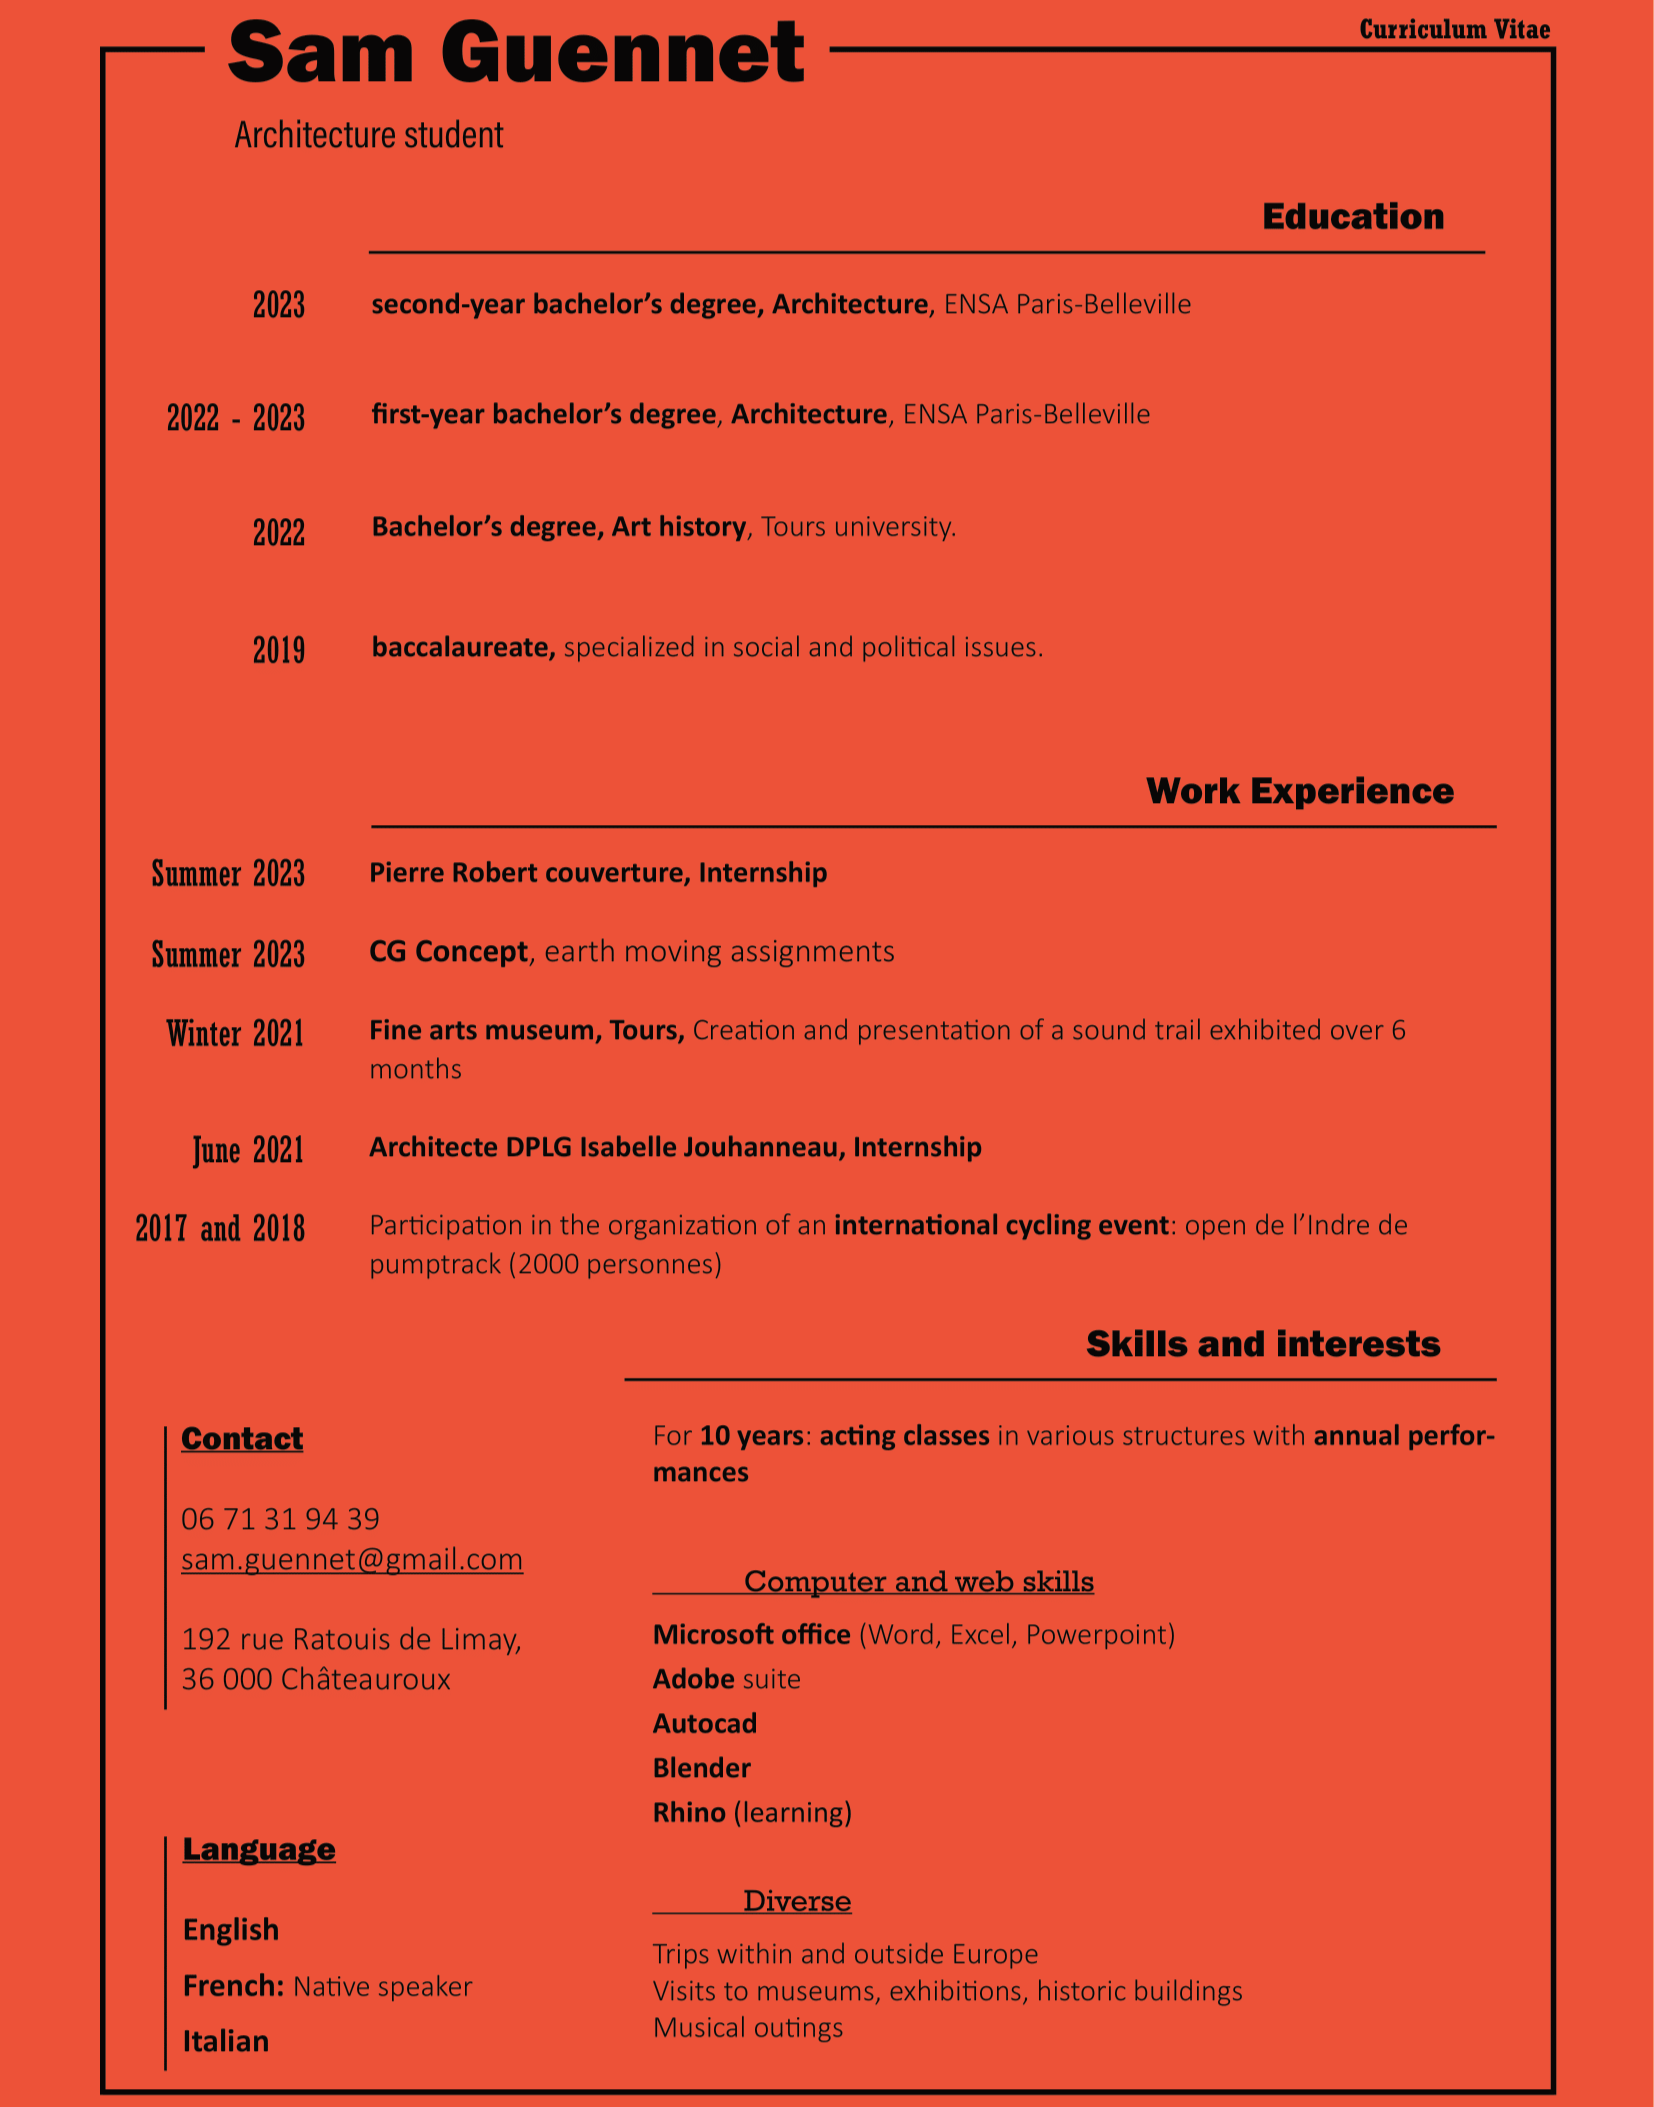 Curriculum Vitae
Sam Guennet
Architecture student
Education
2023 second-year bachelor’s degree, Architecture, ENSA Paris-Belleville
2022 - 2023 first-year bachelor’s degree, Architecture, ENSA Paris-Belleville
2022 Bachelor’s degree, Art history, Tours university.
2019 baccalaureate, specialized in social and political issues.
Work Experience
Summer 2023 Pierre Robert couverture, Internship
Summer 2023 CG Concept, earth moving assignments
Winter 2021 Fine arts museum, Tours, Creation and presentation of a sound trail exhibited over 6
months
June 2021 Architecte DPLG Isabelle Jouhanneau, Internship
2017 and 2018 Participation in the organization of an international cycling event: open de l’Indre de
pumptrack (2000 personnes)
Skills and interests
For 10 years: acting classes in various structures with annual perfor-
mances
Computer and web skills
Microsoft office (Word, Excel, Powerpoint)
Adobe suite
Autocad
Blender
Rhino (learning)
Diverse
Trips within and outside Europe
Visits to museums, exhibitions, historic buildings
Musical outings
Contact
06 71 31 94 39
sam.guennet@gmail.com
192 rue Ratouis de Limay,
36 000 Châteauroux
Language
English
French: Native speaker
Italian